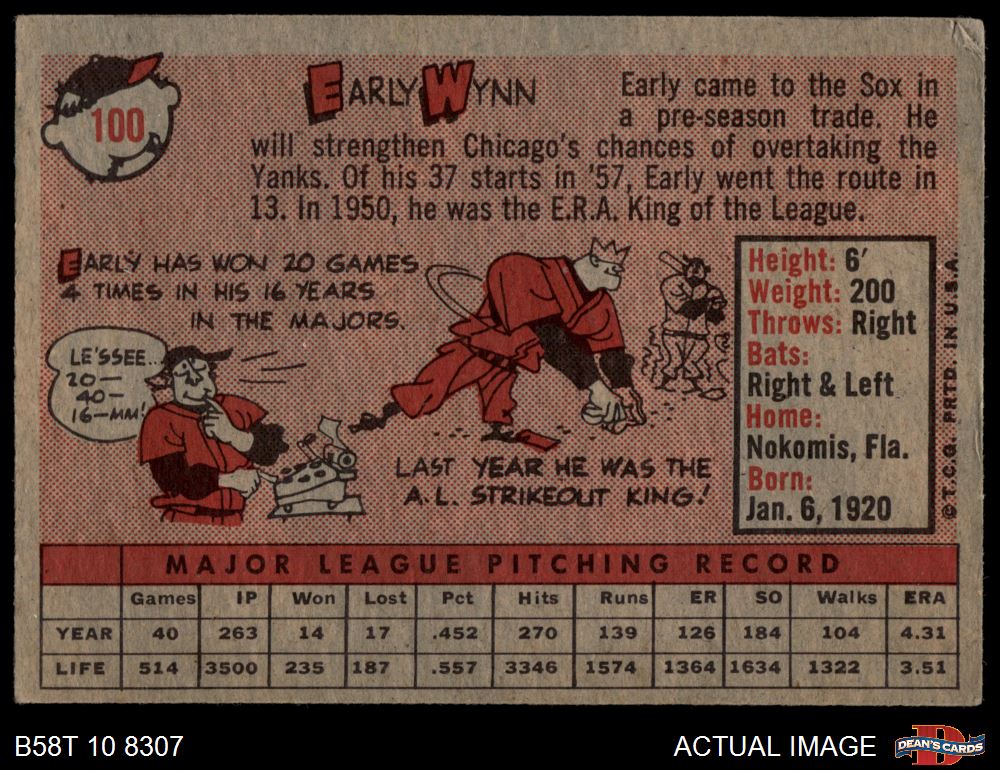 100
EARLY WYNN
Early came to the Sox in
a pre-season trade. He
will strengthen Chicago's chances of overtaking the
Yanks. Of his 37 starts in '57, Early went the route in
13. In 1950, he was the E.R.A. King of the League.
EARLY HAS WON 20 GAMES
4 TIMES IN HIS 16 YEARS
IN THE MAJORS.
LE'SSEE...
20—
40—
16—MM!
LAST YEAR HE WAS THE
A.L. STRIKEOUT KING!
Height: 6'
Weight: 200
Throws: Right
Bats:
Right & Left
Home:
Nokomis, Fla.
Born:
Jan. 6, 1920
©T.C.G. PRTD. IN U.S.A.
MAJOR LEAGUE PITCHING RECORD
Games IP Won Lost Pct Hits Runs ER SO Walks ERA
YEAR 40 263 14 17 .452 270 139 126 184 104 4.31
LIFE 514 3500 235 187 .557 3346 1574 1364 1634 1322 3.51
B58T 10 8307
ACTUAL IMAGE
D
DEAN'S CARDS